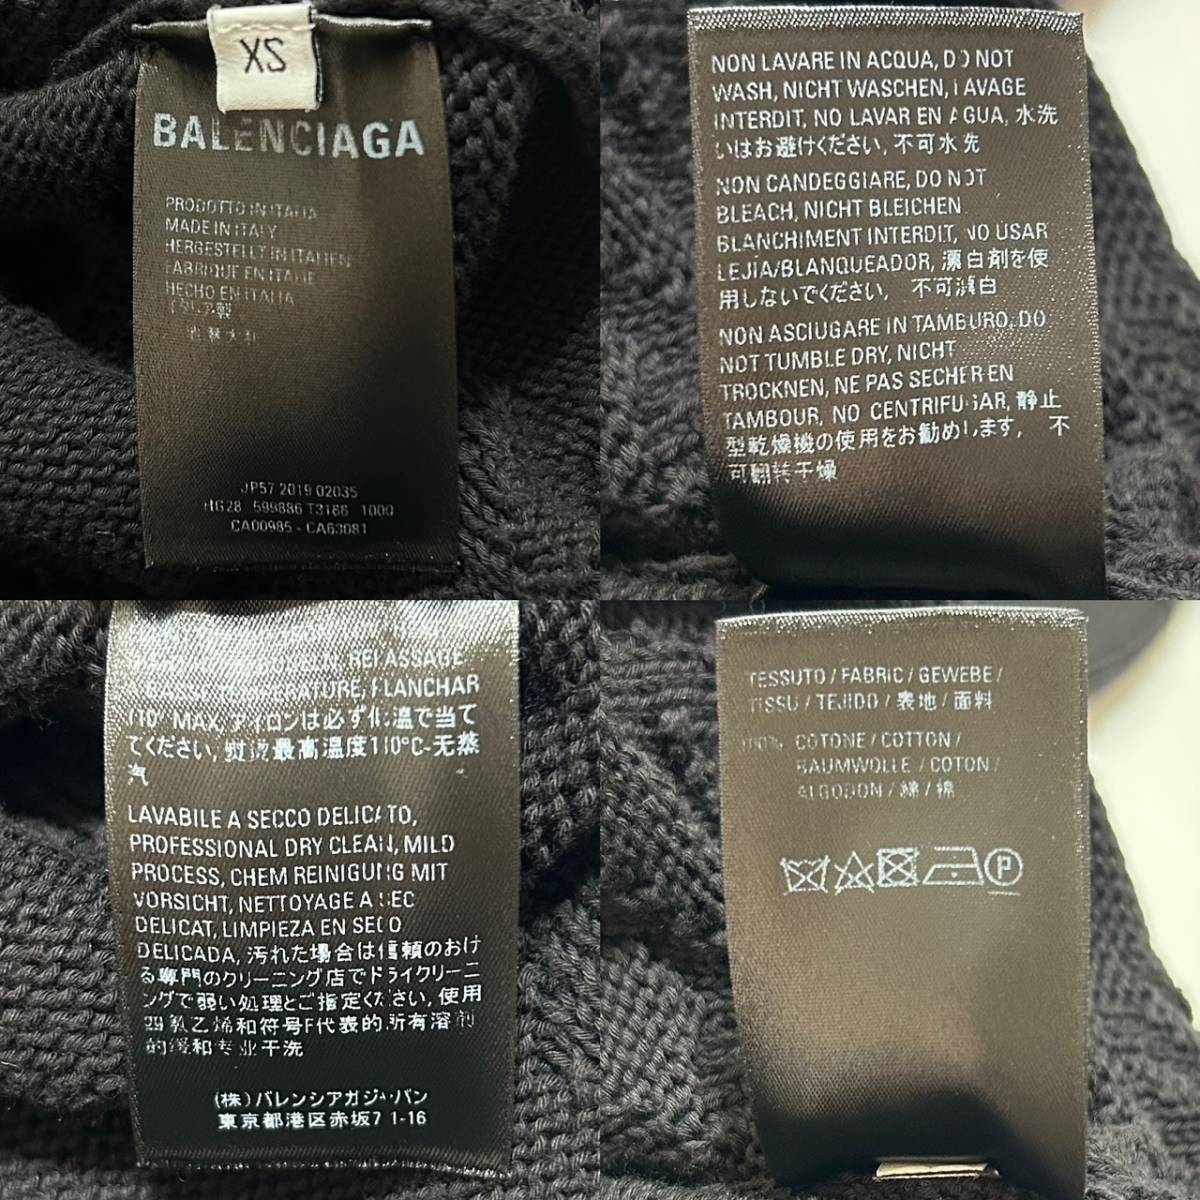 XS
BALENCIAGA
PRODOTTO IN ITALIA
MADE IN ITALY
HERGESTELLT IN ITALIEN
FABRIQUE EN ITALIE
HECHO EN ITALIA
JP57 2019 02035
HG28 599886 T3166 1000
CA00985 - CA63081
NON LAVARE IN ACQUA, DO NOT
WASH, NICHT WASCHEN, LAVAGE
INTERDIT, NO LAVAR EN AGUA, 水洗
いはお避けください, 不可水洗
NON CANDEGGIARE, DO NOT
BLEACH, NICHT BLEICHEN
BLANCHIMENT INTERDIT, NO USAR
LEJIA/BLANQUEADOR, 漂白剤を使
用しないでください, 不可漂白
NON ASCIUGARE IN TAMBURO, DO
NOT TUMBLE DRY, NICHT
TROCKNEN, NE PAS SECHER EN
TAMBOUR, NO CENTRIFUGAR, 静止
型乾燥機の使用をお勧めします, 不
可翻转干燥
REPASSAGE
BASSE TEMPERATURE, PLANCHAR
110° MAX, アイロンは必ず低温で当て
てください, 熨烫最高温度110°C-无蒸
汽
LAVABILE A SECCO DELICATO,
PROFESSIONAL DRY CLEAN, MILD
PROCESS, CHEM REINIGUNG MIT
VORSICHT, NETTOYAGE A SEC
DELICAT, LIMPIEZA EN SECO
DELICADA, 汚れた場合は信頼のおけ
る専門のクリーニング店でドライクリーニ
ングで弱い処理とご指定ください, 使用
四氯乙烯和符号F代表的所有溶剂
的缓和专业干洗
(株)バレンシアガジャパン
東京都港区赤坂7 1-16
TESSUTO / FABRIC / GEWEBE /
TISSU / TEJIDO / 表地 / 面料
100% COTONE / COTTON /
BAUMWOLLE / COTON /
ALGODON / 綿 / 棉
P